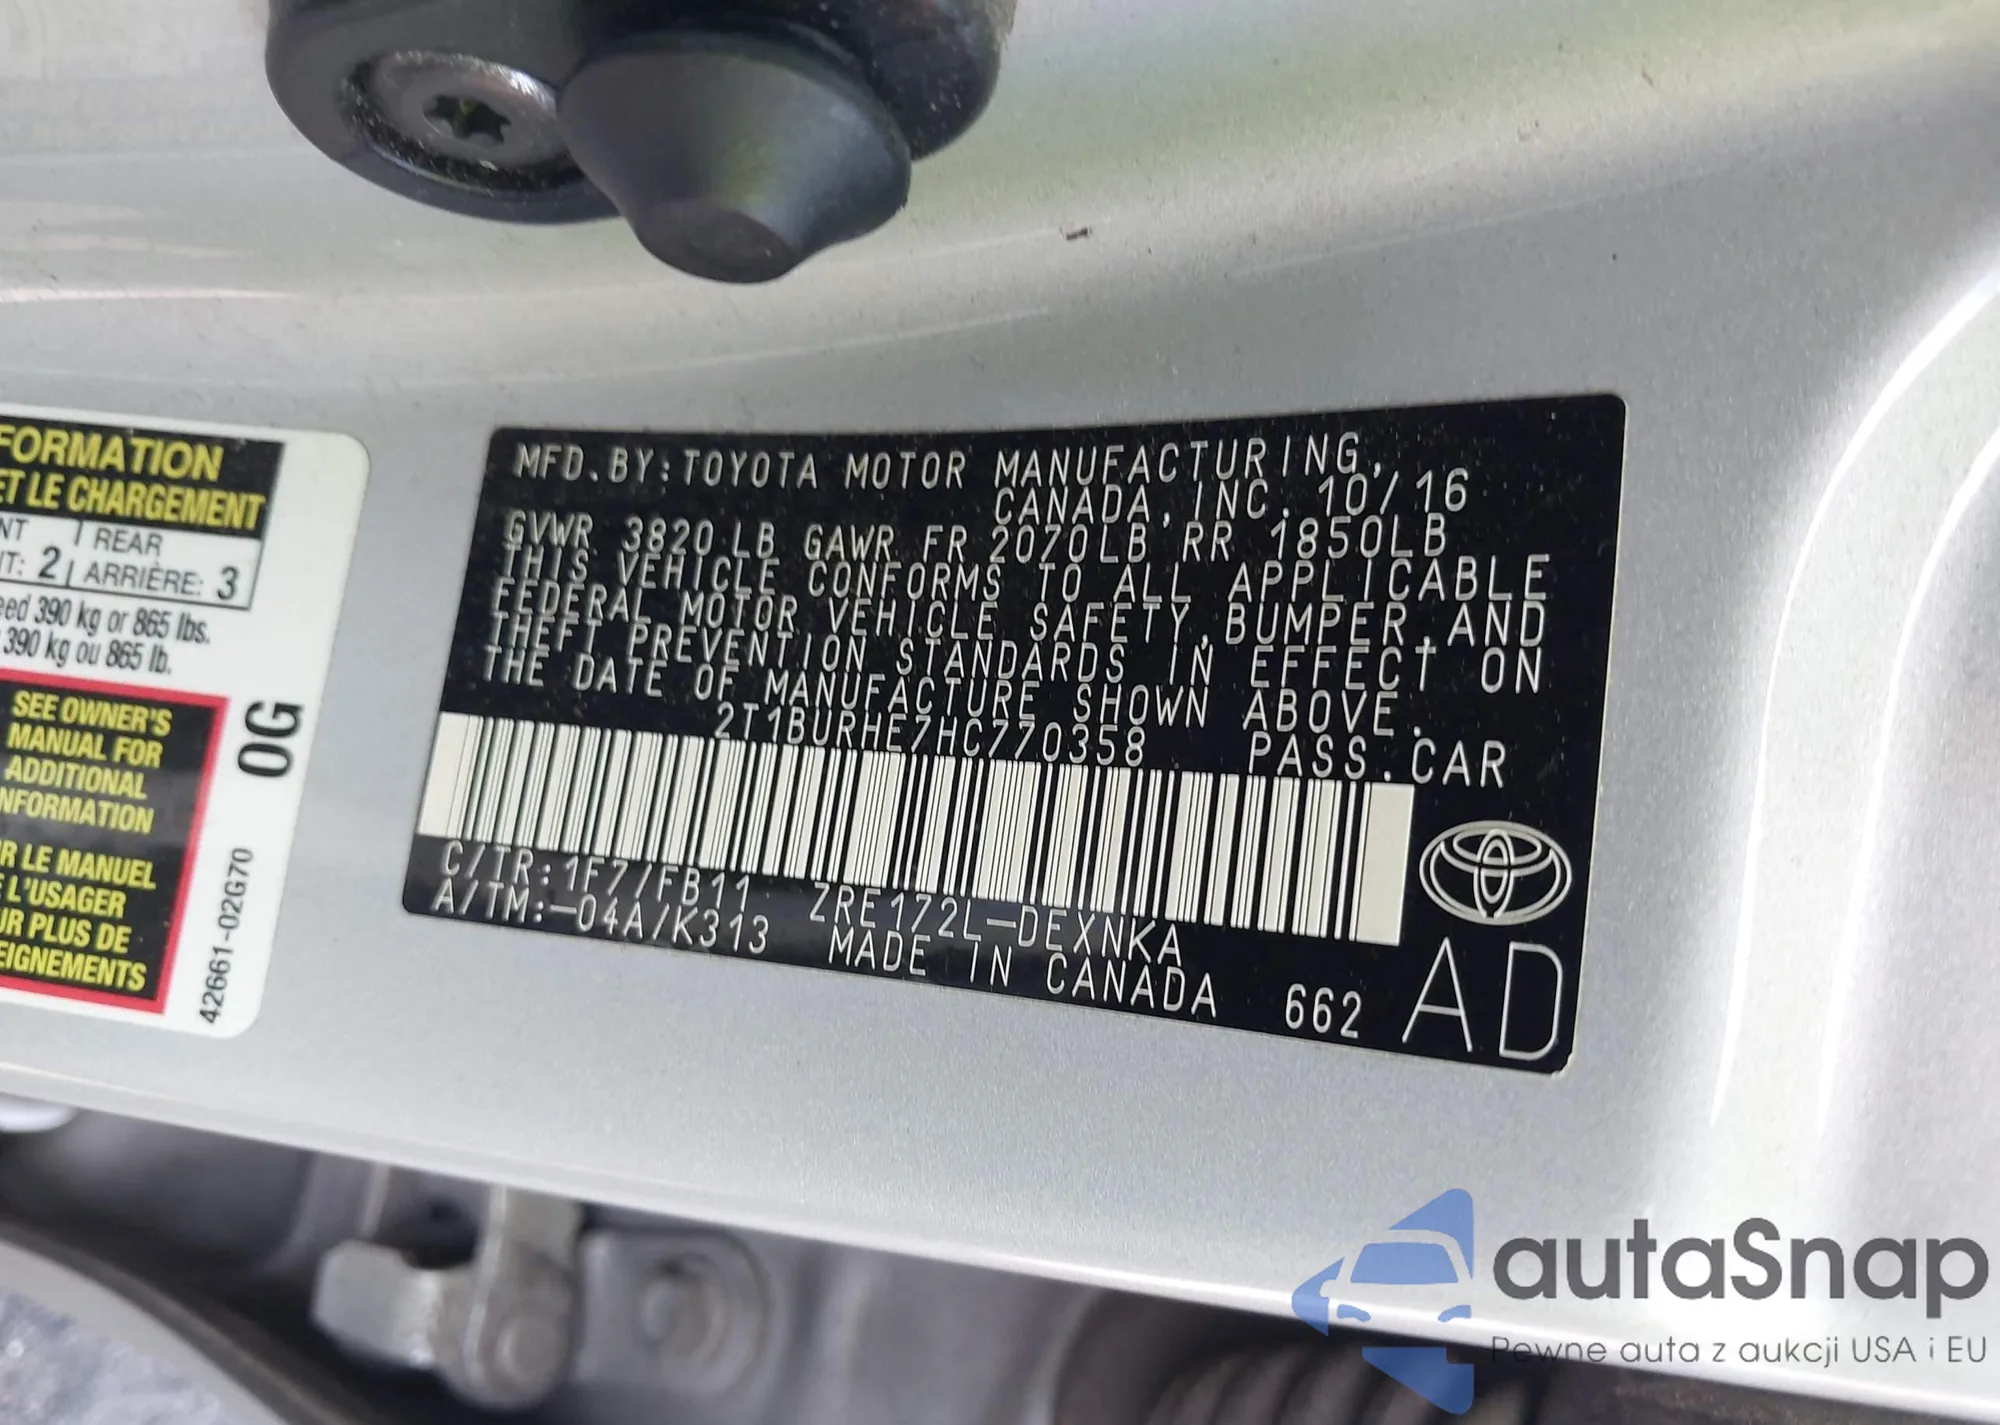 FORMATION
ET LE CHARGEMENT
NT REAR
IT: 2 ARRIÈRE: 3
eed 390 kg or 865 lbs.
390 kg ou 865 lb.
SEE OWNER'S
MANUAL FOR
ADDITIONAL
NFORMATION
R LE MANUEL
L'USAGER
UR PLUS DE
EIGNEMENTS
0G
42661-02G70
MFD.BY:TOYOTA MOTOR MANUFACTURING,
CANADA,INC. 10/16
GVWR 3820 LB GAWR FR 2070LB RR 1850LB
THIS VEHICLE CONFORMS TO ALL APPLICABLE
FEDERAL MOTOR VEHICLE SAFETY,BUMPER,AND
THEFT PREVENTION STANDARDS IN EFFECT ON
THE DATE OF MANUFACTURE SHOWN ABOVE.
2T1BURHE7HC770358 PASS.CAR
C/TR:1F7/FB11 ZRE172L-DEXNKA
A/TM:-04A/K313 MADE IN CANADA 662 AD
autaSnap
Pewne auta z aukcji USA i EU